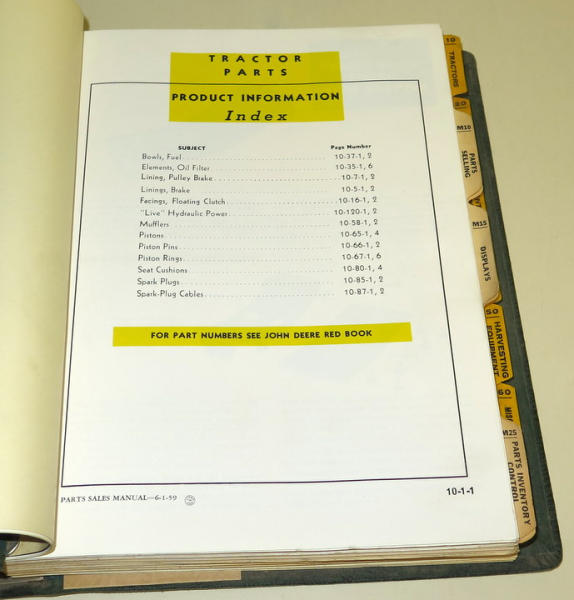 TRACTOR
PARTS
PRODUCT INFORMATION
Index
SUBJECT Page Number
Bowls, Fuel 10-37-1, 2
Elements, Oil Filter 10-35-1, 6
Lining, Pulley Brake 10-7-1, 2
Linings, Brake 10-5-1, 2
Facings, Floating Clutch 10-16-1, 2
"Live" Hydraulic Power 10-120-1, 2
Mufflers 10-58-1, 2
Pistons 10-65-1, 4
Piston Pins 10-66-1, 2
Piston Rings 10-67-1, 6
Seat Cushions 10-80-1, 4
Spark Plugs 10-85-1, 2
Spark-Plug Cables 10-87-1, 2
FOR PART NUMBERS SEE JOHN DEERE RED BOOK
PARTS SALES MANUAL—6-1-59
10-1-1
10
TRACTORS
M10
PARTS
SELLING
M15
DISPLAYS
50
HARVESTING
EQUIPMENT
60
M25
PARTS INVENTORY
CONTROL